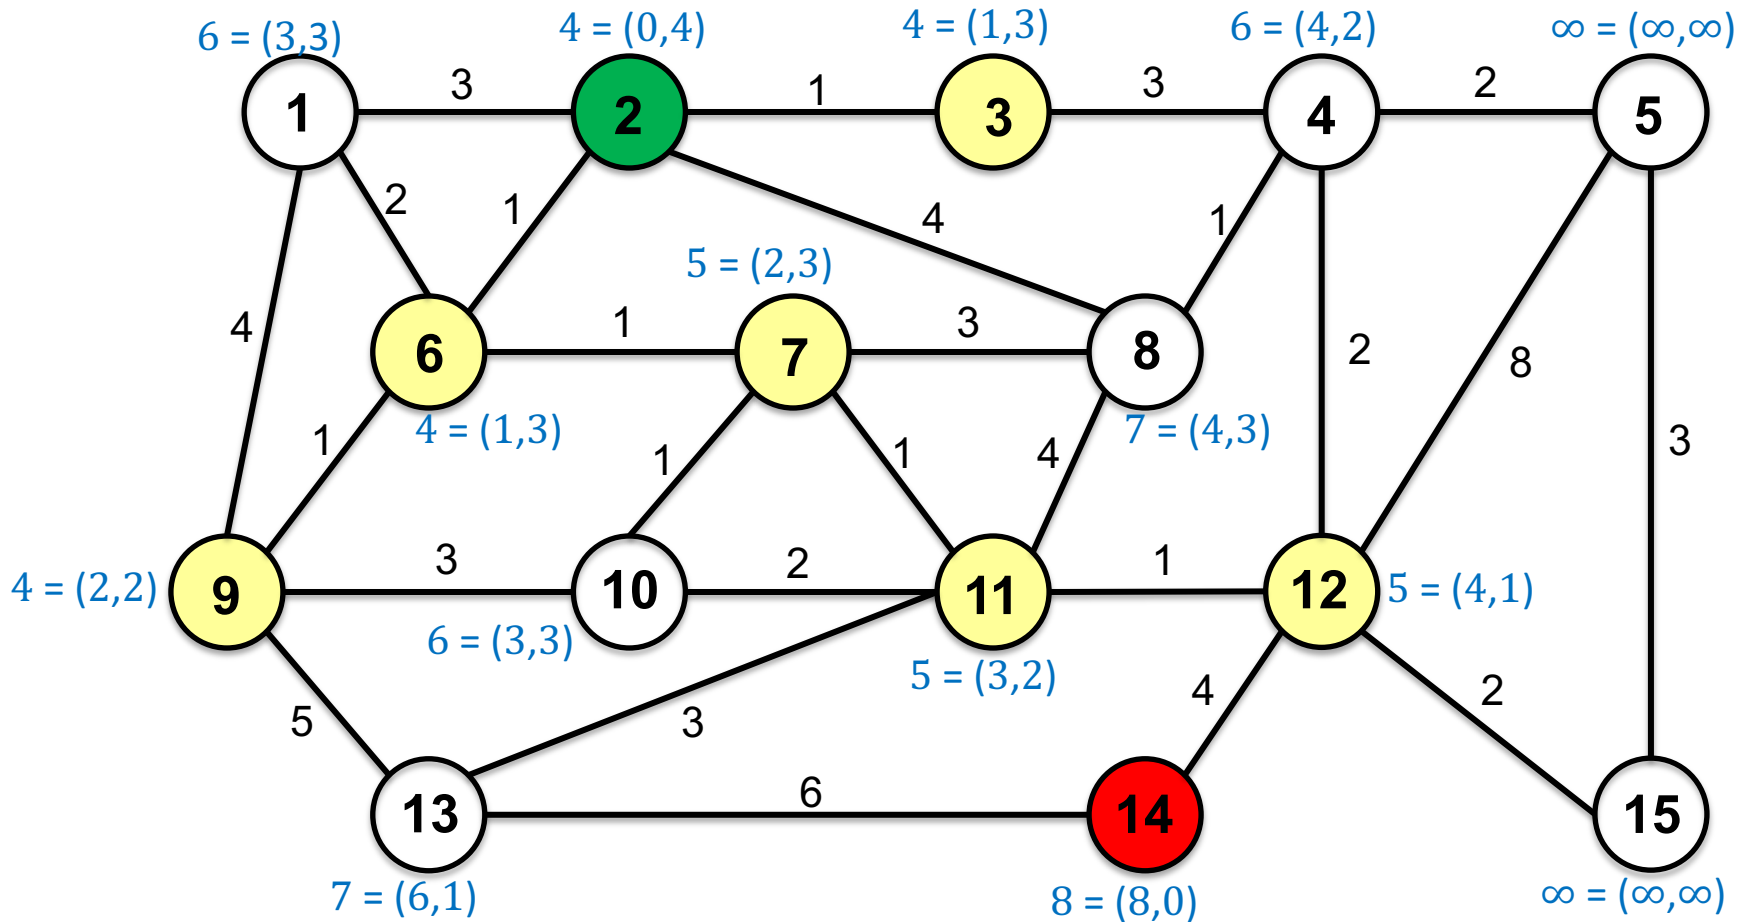 6 = (3,3)
4 = (0,4)
4 = (1,3)
6 = (4,2)
∞ = (∞,∞)
1
3
2
1
3
3
4
2
5
2
1
4
1
5 = (2,3)
4
6
1
7
3
8
2
8
4 = (1,3)
7 = (4,3)
1
1
1
4
3
4 = (2,2)
9
3
10
2
11
1
12
5 = (4,1)
6 = (3,3)
5 = (3,2)
5
3
4
2
13
6
14
15
7 = (6,1)
8 = (8,0)
∞ = (∞,∞)